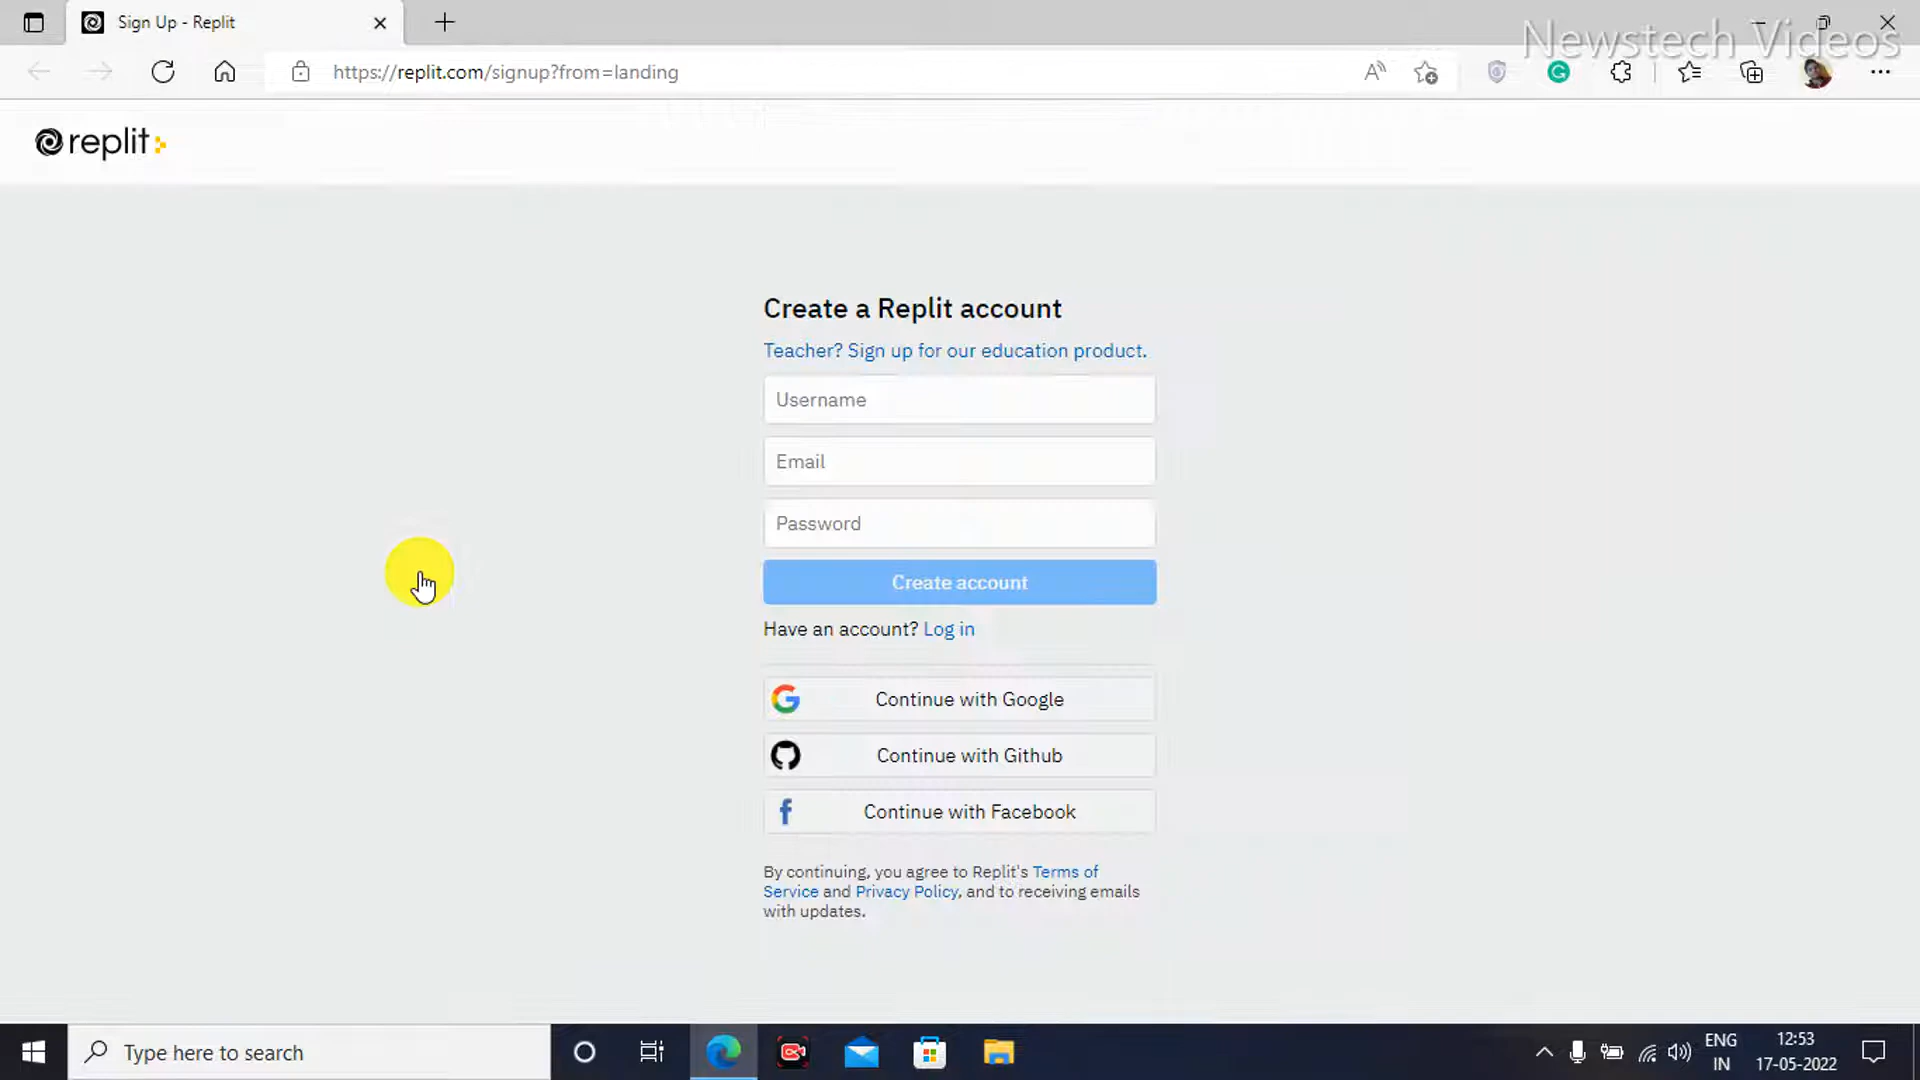 Sign Up - Replit
Newstech Videos
https://replit.com/signup?from=landing
replit
Create a Replit account
Teacher? Sign up for our education product.
Username
Email
Password
Create account
Have an account? Log in
Continue with Google
Continue with Github
Continue with Facebook
By continuing, you agree to Replit's Terms of
Service and Privacy Policy, and to receiving emails
with updates.
Type here to search
ENG
IN
12:53
17-05-2022